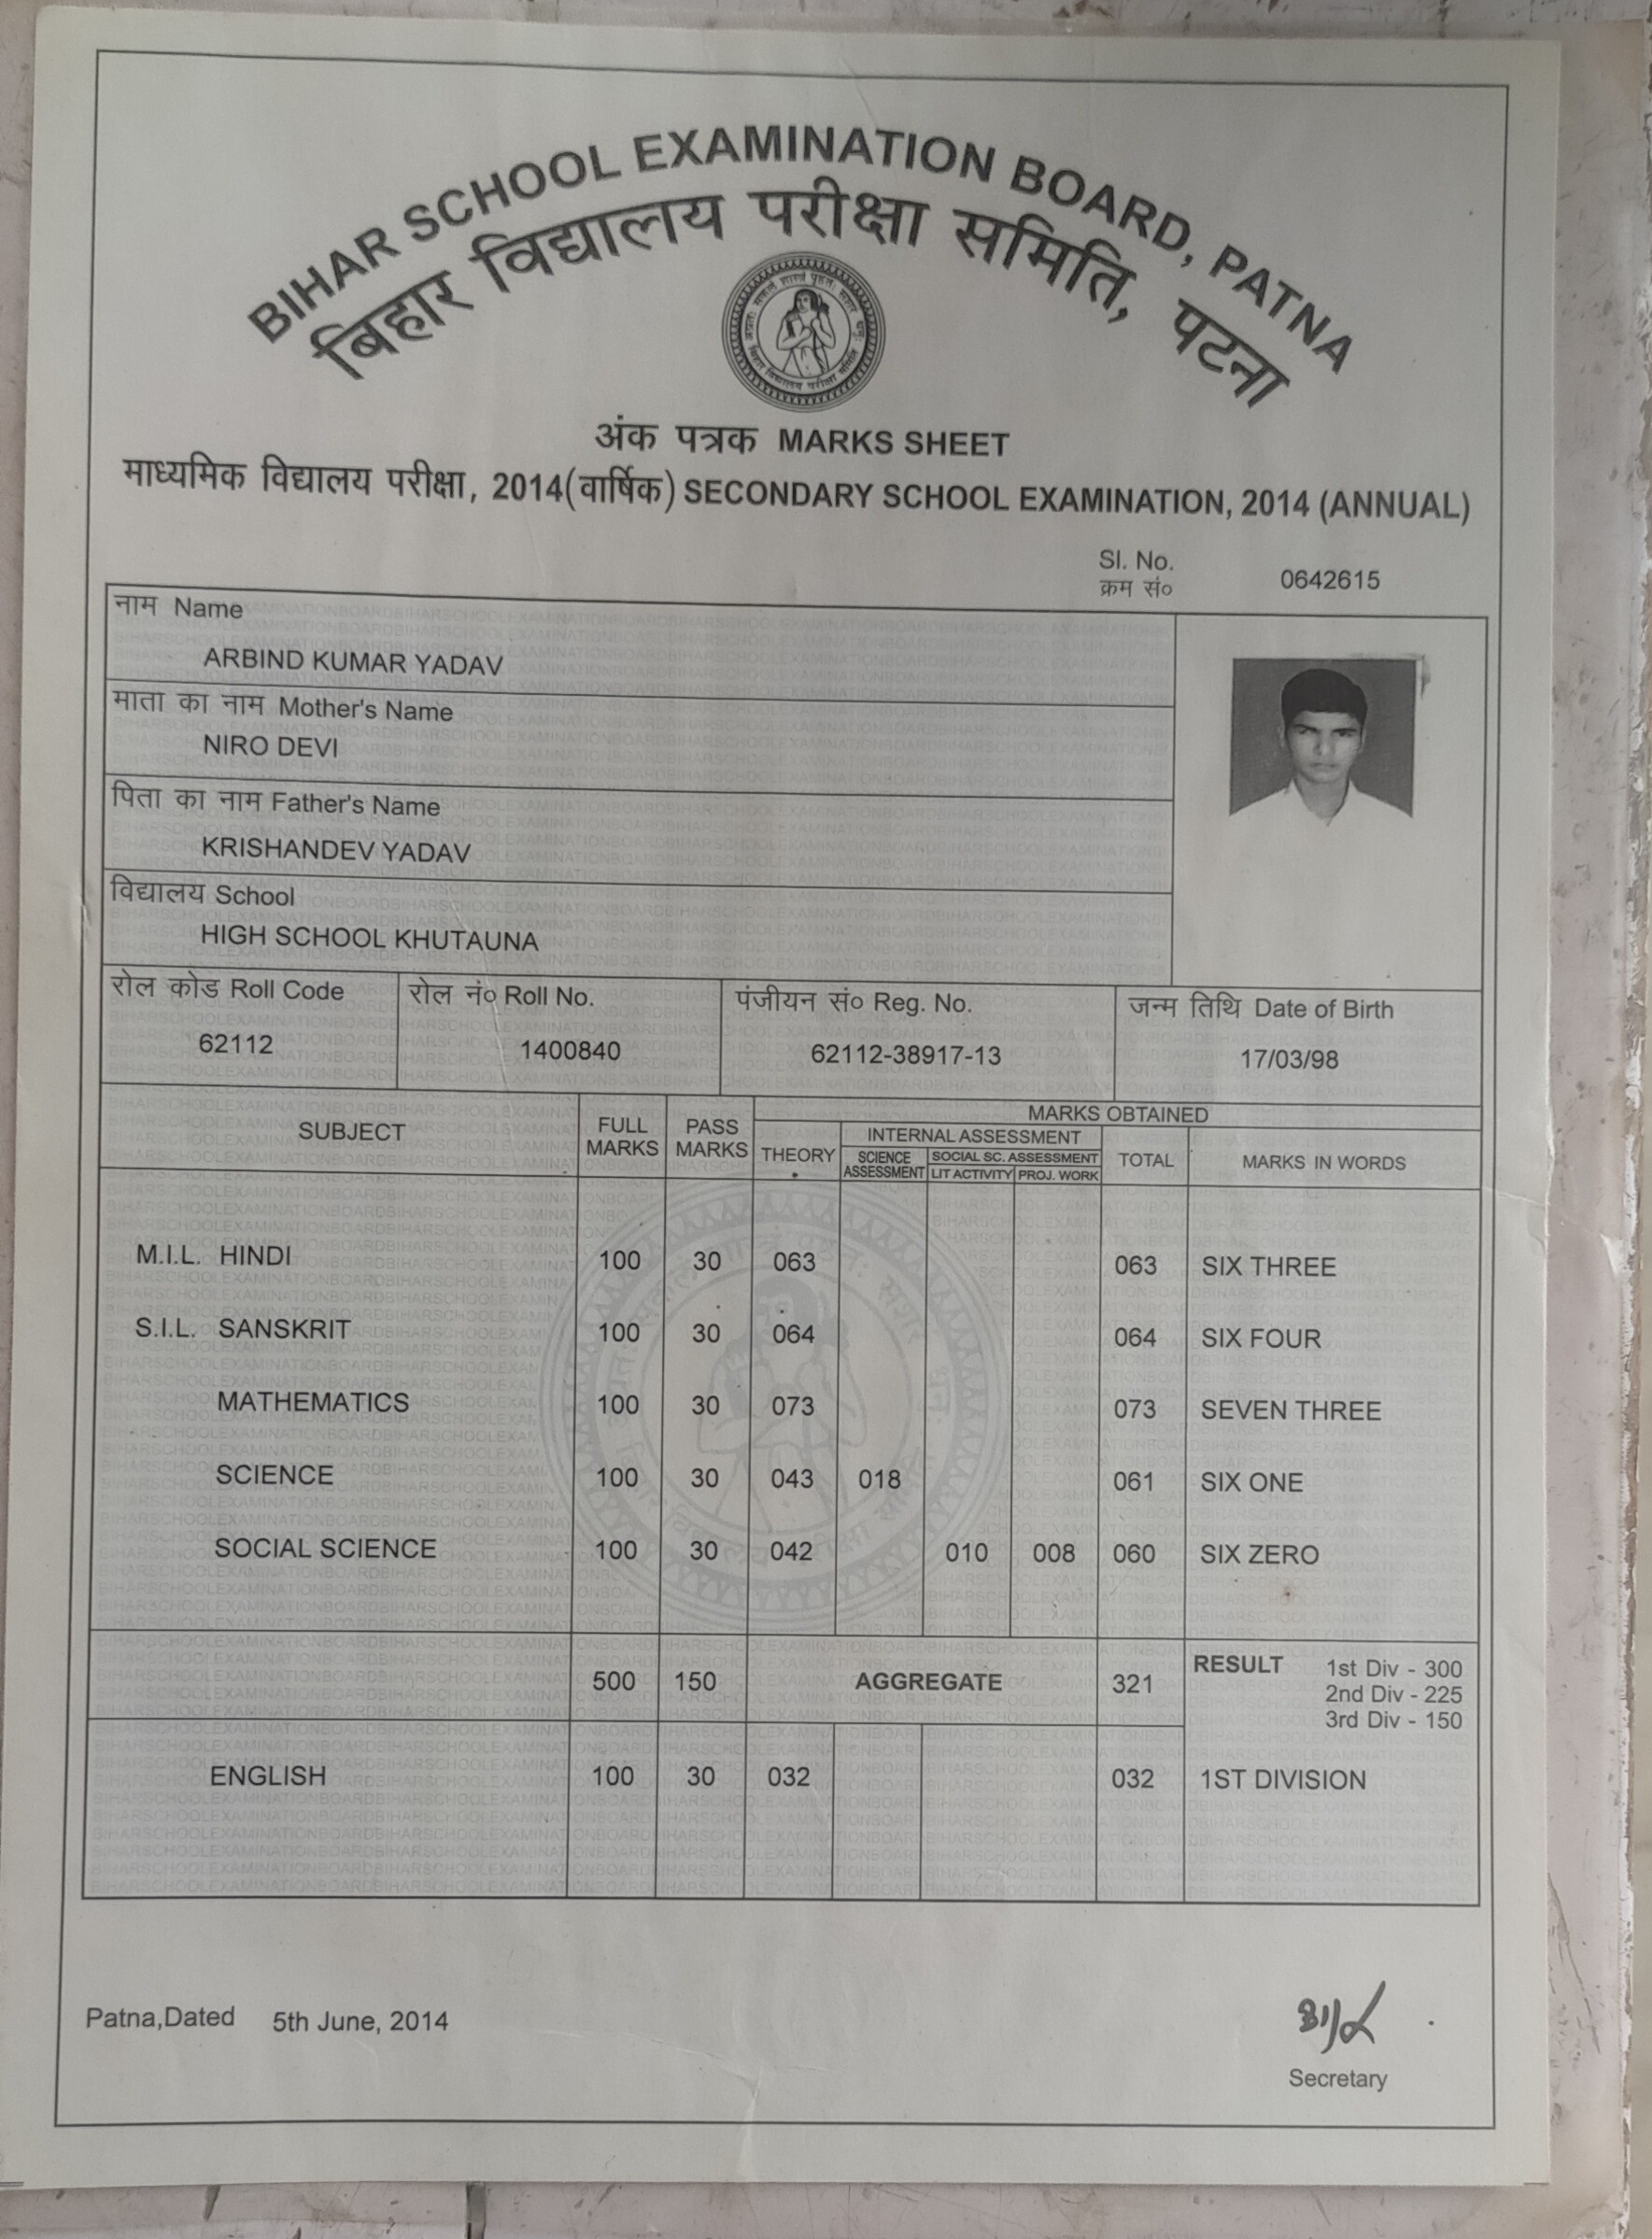 BIHAR SCHOOL EXAMINATION BOARD, PATNA
बिहार विद्यालय परीक्षा समिति, पटना
अंक पत्रक MARKS SHEET
माध्यमिक विद्यालय परीक्षा, 2014(वार्षिक) SECONDARY SCHOOL EXAMINATION, 2014 (ANNUAL)
Sl. No.
क्रम सं०
0642615
नाम Name
ARBIND KUMAR YADAV
माता का नाम Mother's Name
NIRO DEVI
पिता का नाम Father's Name
KRISHANDEV YADAV
विद्यालय School
HIGH SCHOOL KHUTAUNA
रोल कोड Roll Code रोल नं० Roll No. पंजीयन सं० Reg. No. जन्म तिथि Date of Birth
62112 1400840 62112-38917-13 17/03/98
SUBJECT FULL MARKS PASS MARKS MARKS OBTAINED
THEORY INTERNAL ASSESSMENT TOTAL MARKS IN WORDS
SCIENCE ASSESSMENT SOCIAL SC. ASSESSMENT
LIT ACTIVITY PROJ. WORK
M.I.L. HINDI 100 30 063 063 SIX THREE
S.I.L. SANSKRIT 100 30 064 064 SIX FOUR
MATHEMATICS 100 30 073 073 SEVEN THREE
SCIENCE 100 30 043 018 061 SIX ONE
SOCIAL SCIENCE 100 30 042 010 008 060 SIX ZERO
500 150 AGGREGATE 321 RESULT 1st Div - 300
2nd Div - 225
3rd Div - 150
ENGLISH 100 30 032 032 1ST DIVISION
Patna,Dated 5th June, 2014
Secretary